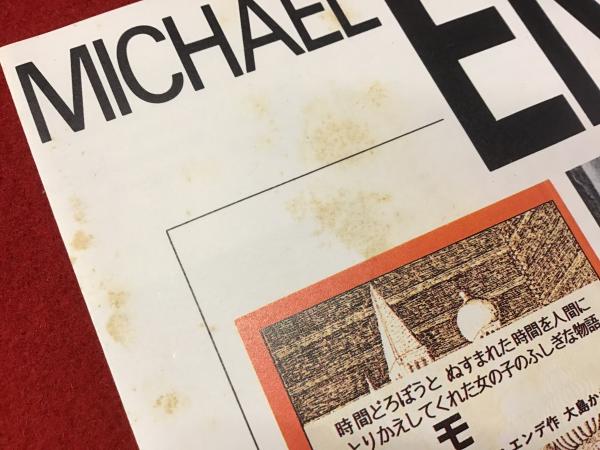 MICHAEL
EN
時間どろぼうと ぬすまれた時間を人間に
とりかえしてくれた女の子のふしぎな物語
モ
エンデ作 大島か